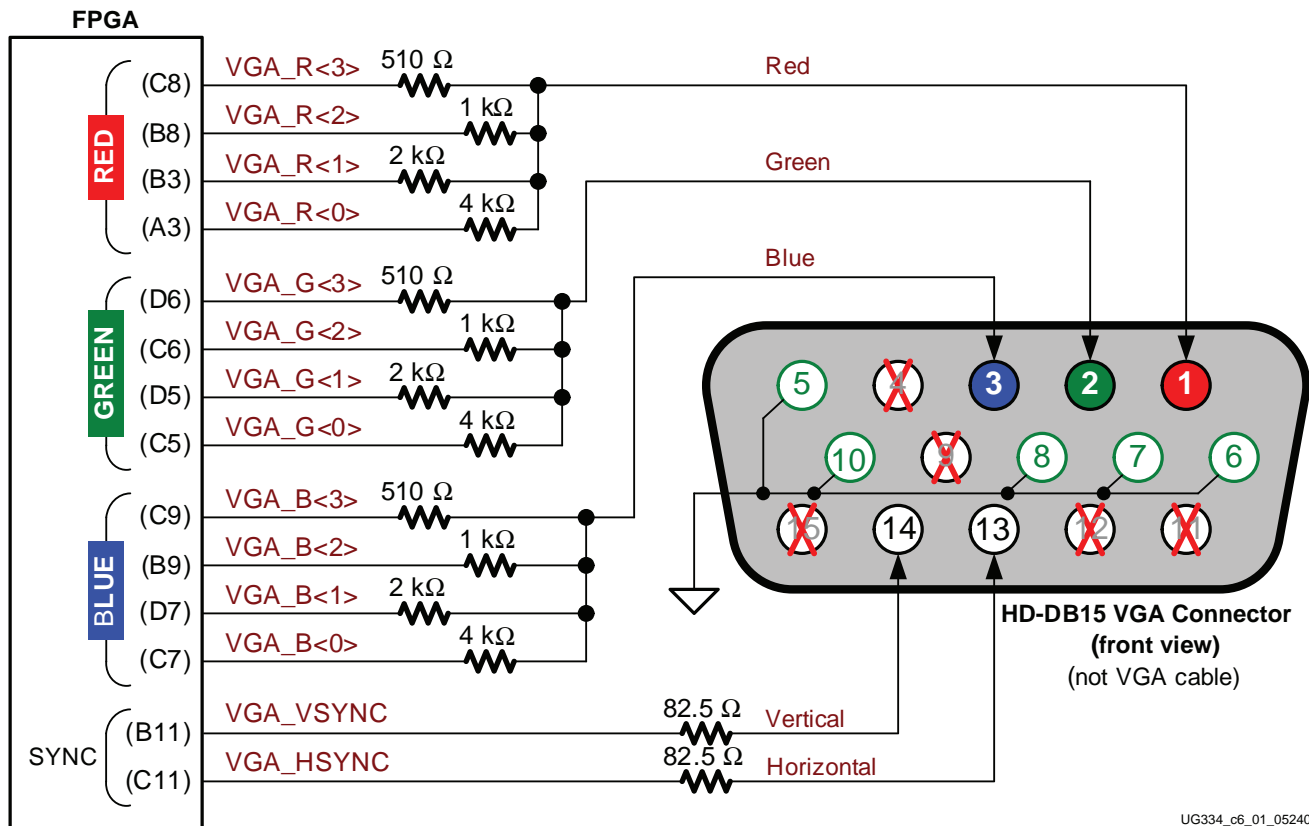 FPGA
RED
(C8) VGA_R<3> 510 Ω Red
(B8) VGA_R<2> 1 kΩ
(B3) VGA_R<1> 2 kΩ
(A3) VGA_R<0> 4 kΩ
GREEN
(D6) VGA_G<3> 510 Ω Green
(C6) VGA_G<2> 1 kΩ
(D5) VGA_G<1> 2 kΩ
(C5) VGA_G<0> 4 kΩ
BLUE
(C9) VGA_B<3> 510 Ω Blue
(B9) VGA_B<2> 1 kΩ
(D7) VGA_B<1> 2 kΩ
(C7) VGA_B<0> 4 kΩ
SYNC
(B11) VGA_VSYNC 82.5 Ω Vertical
(C11) VGA_HSYNC 82.5 Ω Horizontal
5 4 3 2 1
10 9 8 7 6
15 14 13 12 11
HD-DB15 VGA Connector
(front view)
(not VGA cable)
UG334_c6_01_05240